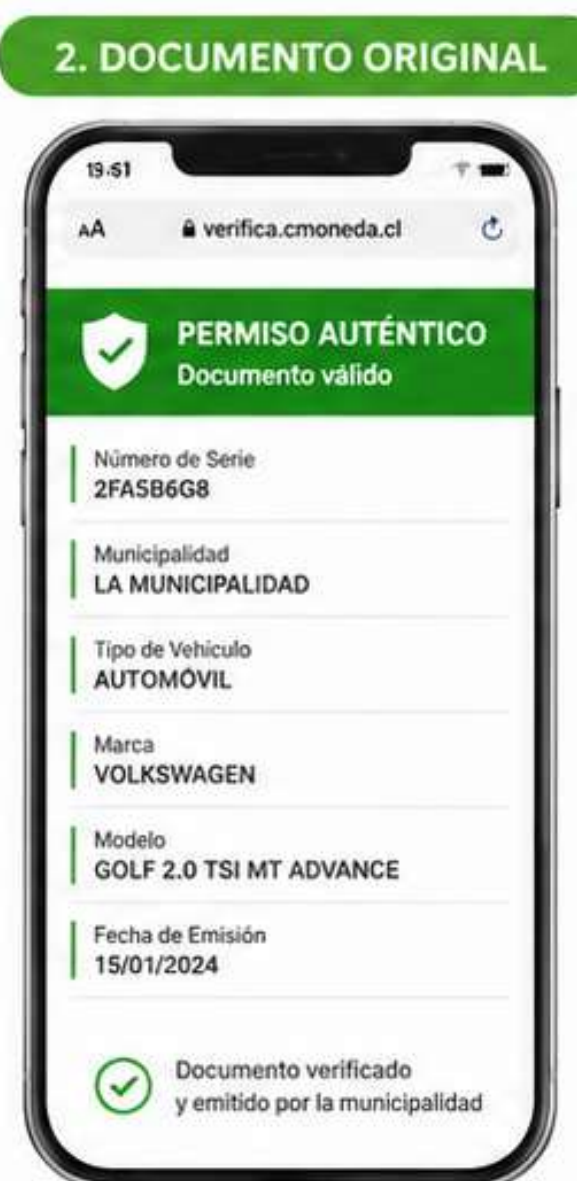 2. DOCUMENTO ORIGINAL
19:51
AA verifica.cmoneda.cl
PERMISO AUTÉNTICO
Documento válido
Número de Serie
2FA5B6G8
Municipalidad
LA MUNICIPALIDAD
Tipo de Vehículo
AUTOMÓVIL
Marca
VOLKSWAGEN
Modelo
GOLF 2.0 TSI MT ADVANCE
Fecha de Emisión
15/01/2024
Documento verificado
y emitido por la municipalidad